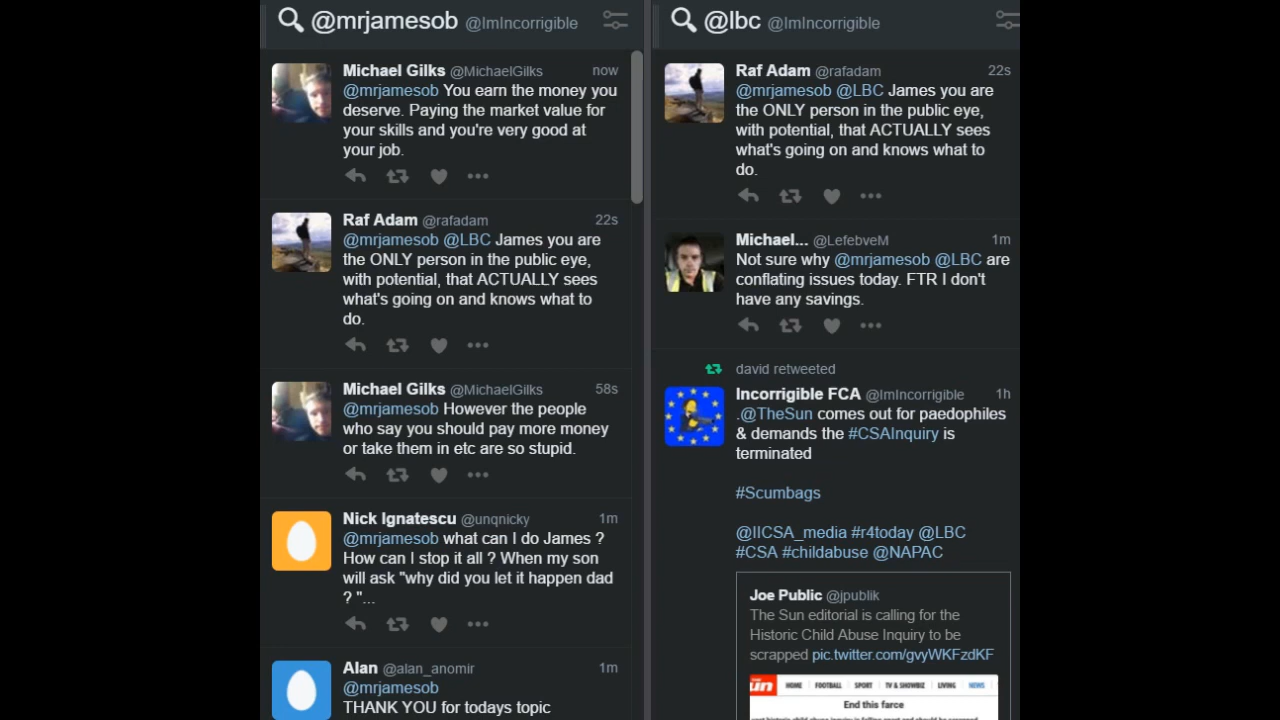 @mrjamesob @ImIncorrigible
Michael Gilks @MichaelGilks now
@mrjamesob You earn the money you
deserve. Paying the market value for
your skills and you're very good at
your job.
Raf Adam @rafadam 22s
@mrjamesob @LBC James you are
the ONLY person in the public eye,
with potential, that ACTUALLY sees
what's going on and knows what to
do.
Michael Gilks @MichaelGilks 58s
@mrjamesob However the people
who say you should pay more money
or take them in etc are so stupid.
Nick Ignatescu @unqnicky 1m
@mrjamesob what can I do James ?
How can I stop it all ? When my son
will ask "why did you let it happen dad
? "...
Alan @alan_anomir 1m
@mrjamesob
THANK YOU for todays topic
@lbc @ImIncorrigible
Raf Adam @rafadam 22s
@mrjamesob @LBC James you are
the ONLY person in the public eye,
with potential, that ACTUALLY sees
what's going on and knows what to
do.
Michael... @LefebveM 1m
Not sure why @mrjamesob @LBC are
conflating issues today. FTR I don't
have any savings.
david retweeted
Incorrigible FCA @ImIncorrigible 1h
.@TheSun comes out for paedophiles
& demands the #CSAInquiry is
terminated
#Scumbags
@IICSA_media #r4today @LBC
#CSA #childabuse @NAPAC
Joe Public @jpublik
The Sun editorial is calling for the
Historic Child Abuse Inquiry to be
scrapped pic.twitter.com/gvyWKFzdKF
HOME FOOTBALL SPORT TV & SHOWBIZ LIVING NEWS
End this farce